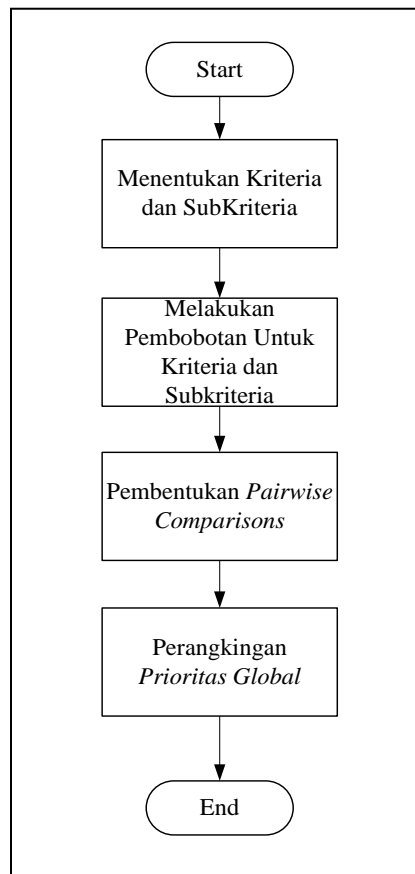 Start
Menentukan Kriteria
dan SubKriteria
Melakukan
Pembobotan Untuk
Kriteria dan
Subkriteria
Pembentukan Pairwise
Comparisons
Perangkingan
Prioritas Global
End